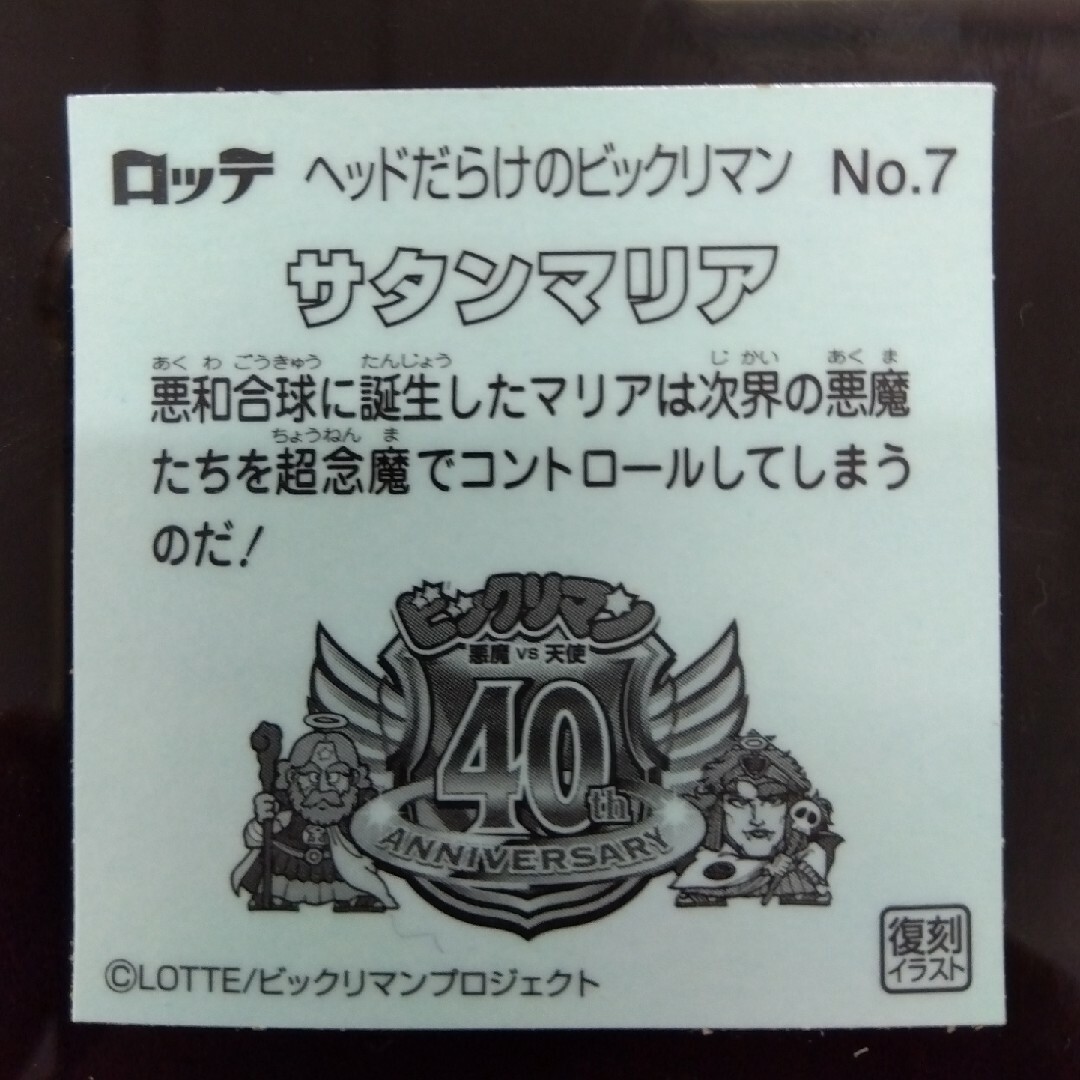 ロッテ ヘッドだらけのビックリマン No.7
サタンマリア
あく わ ごうきゅう たんじょう じ かい あく ま
悪和合球に誕生したマリアは次界の悪魔
ちょうねん ま
たちを超念魔でコントロールしてしまう
のだ!
ビックリマン
悪魔 VS 天使
40th
ANNIVERSARY
復刻
イラスト
©LOTTE/ビックリマンプロジェクト